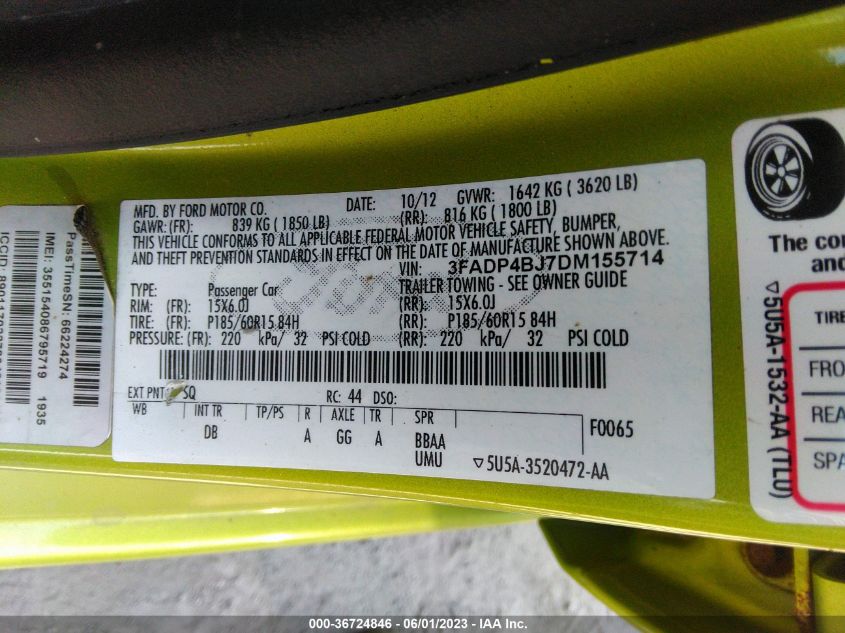 MFD. BY FORD MOTOR CO.
DATE: 10/12 GVWR: 1642 KG ( 3620 LB)
GAWR: (FR): 839 KG ( 1850 LB) (RR): 816 KG ( 1800 LB)
THIS VEHICLE CONFORMS TO ALL APPLICABLE FEDERAL MOTOR VEHICLE SAFETY, BUMPER,
AND THEFT PREVENTION STANDARDS IN EFFECT ON THE DATE OF MANUFACTURE SHOWN ABOVE.
VIN: 3FADP4BJ7DM155714
TYPE: Passenger Car TRAILER TOWING - SEE OWNER GUIDE
RIM: (FR): 15X6.0J (RR): 15X6.0J
TIRE: (FR): P185/60R15 84H (RR): P185/60R15 84H
PRESSURE: (FR): 220 kPa/ 32 PSI COLD (RR): 220 kPa/ 32 PSI COLD
EXT PNT: SQ RC: 44 DSO:
WB INT TR TP/PS R AXLE TR SPR
DB A GG A BBAA F0065
UMU ▽5U5A-3520472-AA
PassTimeSN: 66224274
IMEI: 355154086795719 1935
ICCID:
The
and
TIRE
FRO
REA
SPA
▽5U5A-1532-AA (TLU)
000-36724846 - 06/01/2023 - IAA Inc.